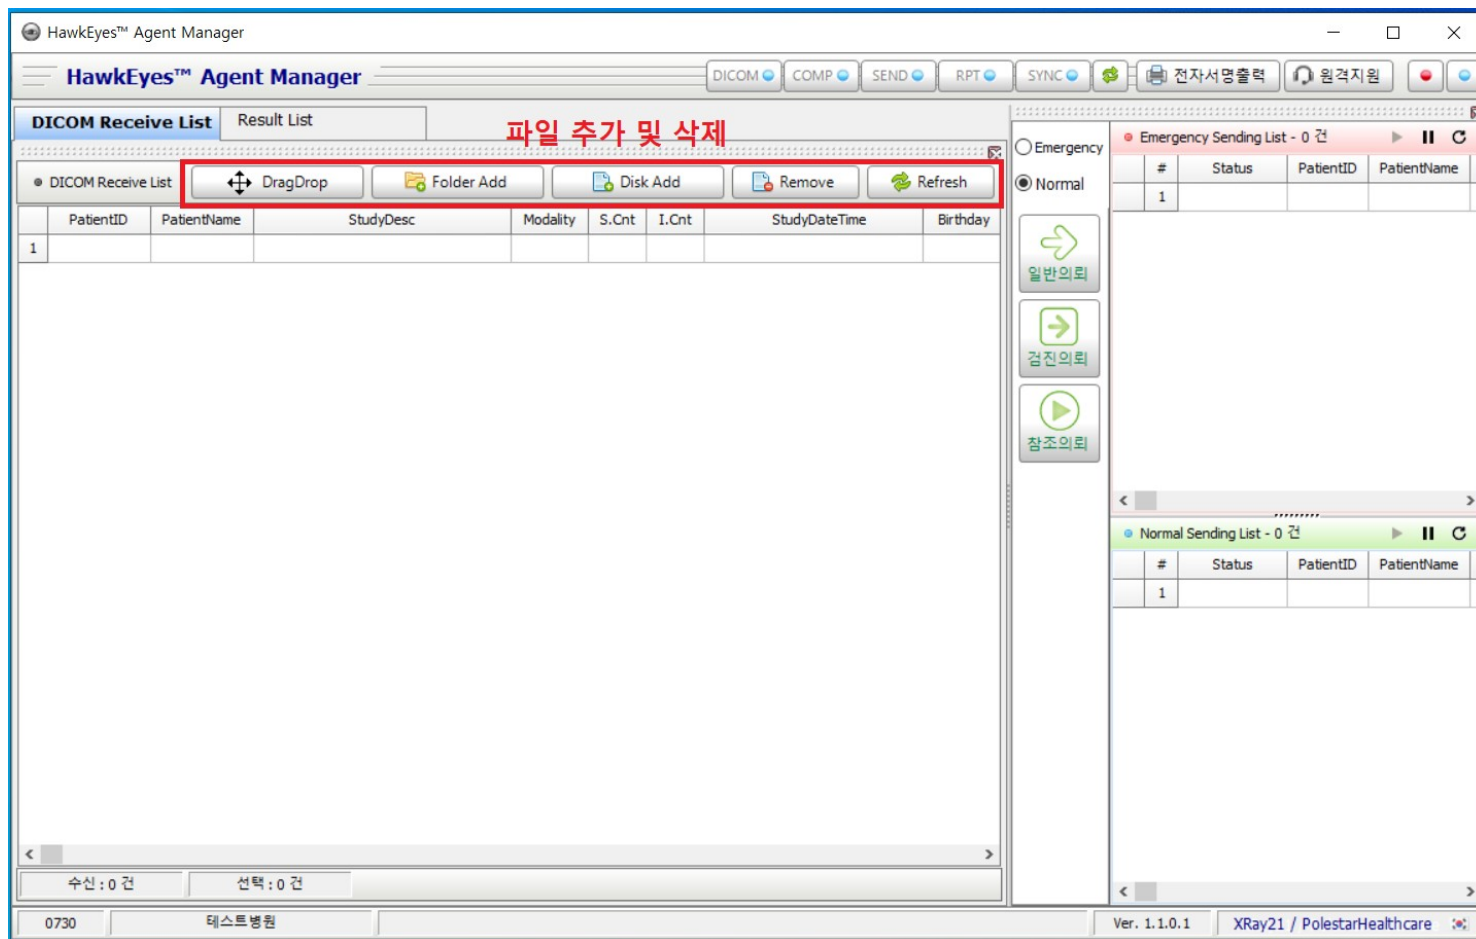 HawkEyes™ Agent Manager
HawkEyes™ Agent Manager
DICOM COMP SEND RPT SYNC 전자서명출력 원격지원
DICOM Receive List Result List
파일 추가 및 삭제
DICOM Receive List DragDrop Folder Add Disk Add Remove Refresh
PatientID PatientName StudyDesc Modality S.Cnt I.Cnt StudyDateTime Birthday
1
수신 : 0 건 선택 : 0 건
Emergency
Normal
일반의뢰
검진의뢰
참조의뢰
Emergency Sending List - 0 건
# Status PatientID PatientName
1
Normal Sending List - 0 건
# Status PatientID PatientName
1
0730 테스트병원 Ver. 1.1.0.1 XRay21 / PolestarHealthcare